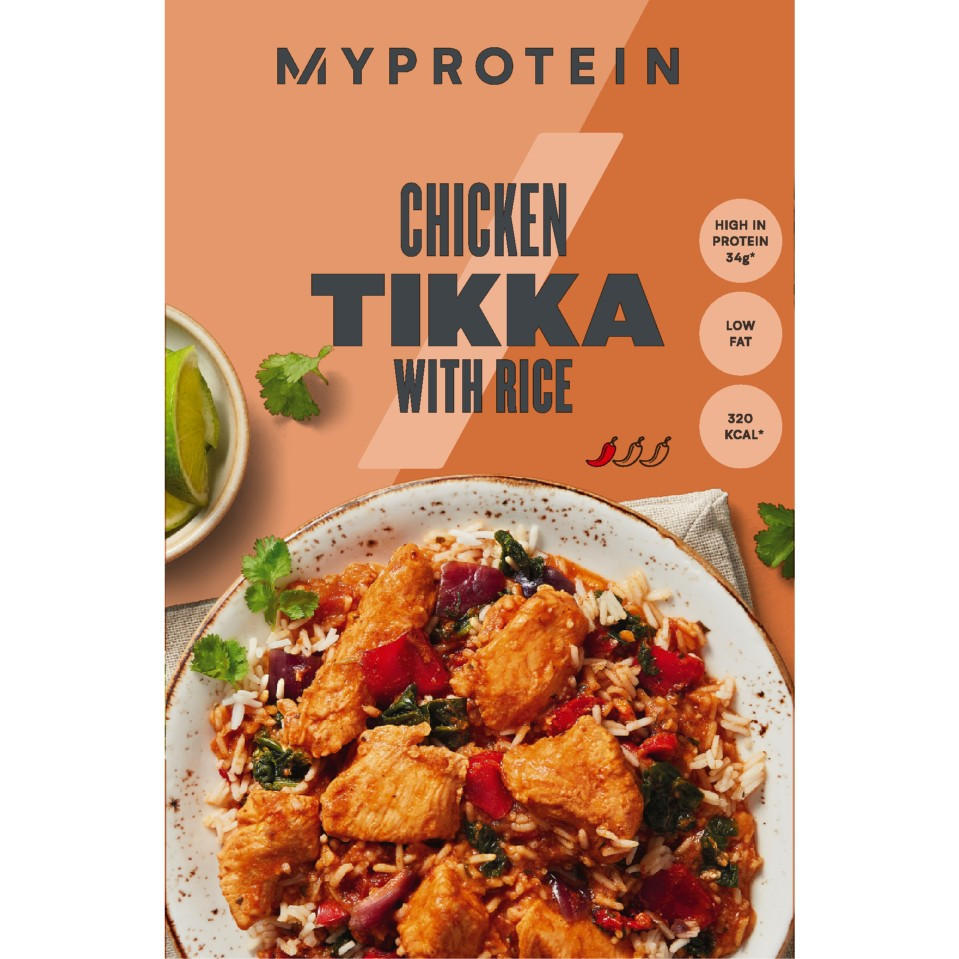 MYPROTEIN
CHICKEN
TIKKA
WITH RICE
HIGH IN
PROTEIN
34g*
LOW
FAT
320
KCAL*